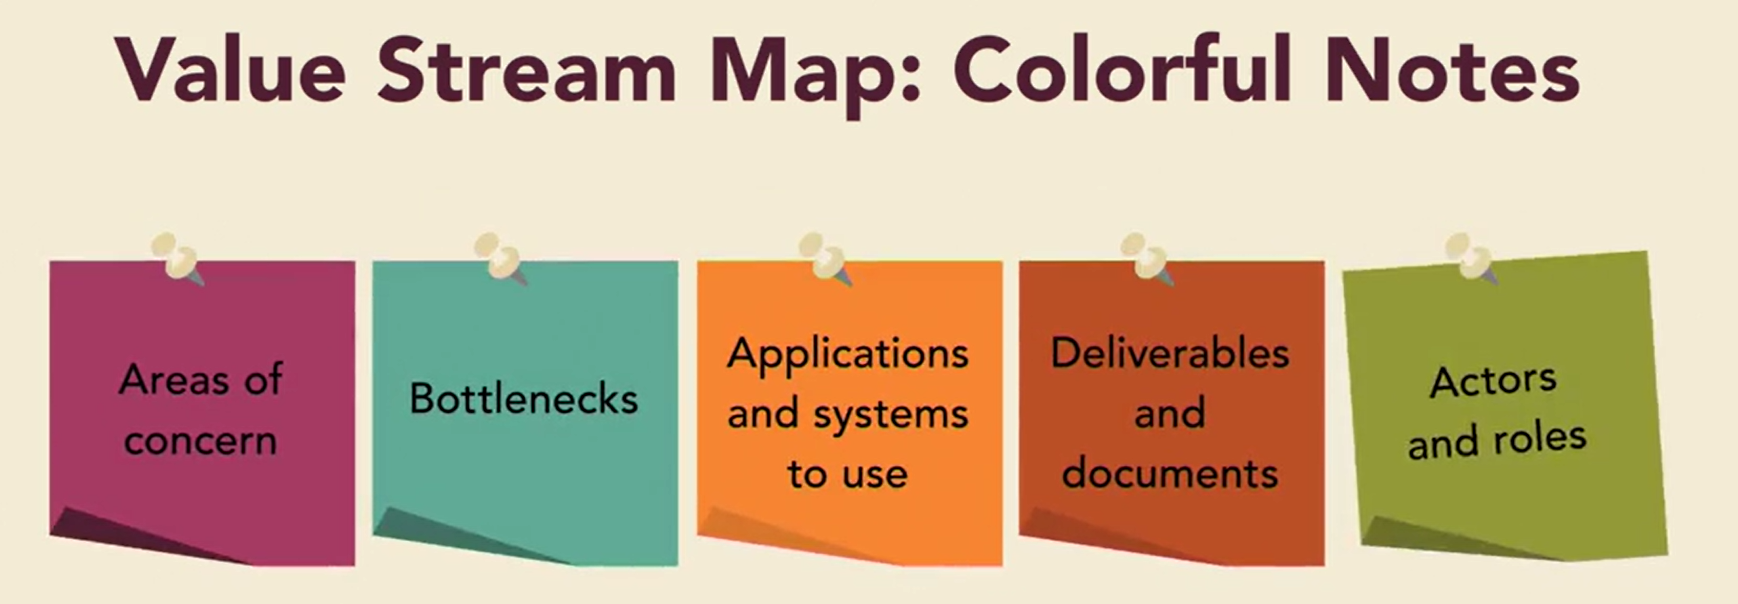 Value Stream Map: Colorful Notes
Areas of
concern
Bottlenecks
Applications
and systems
to use
Deliverables
and
documents
Actors
and roles